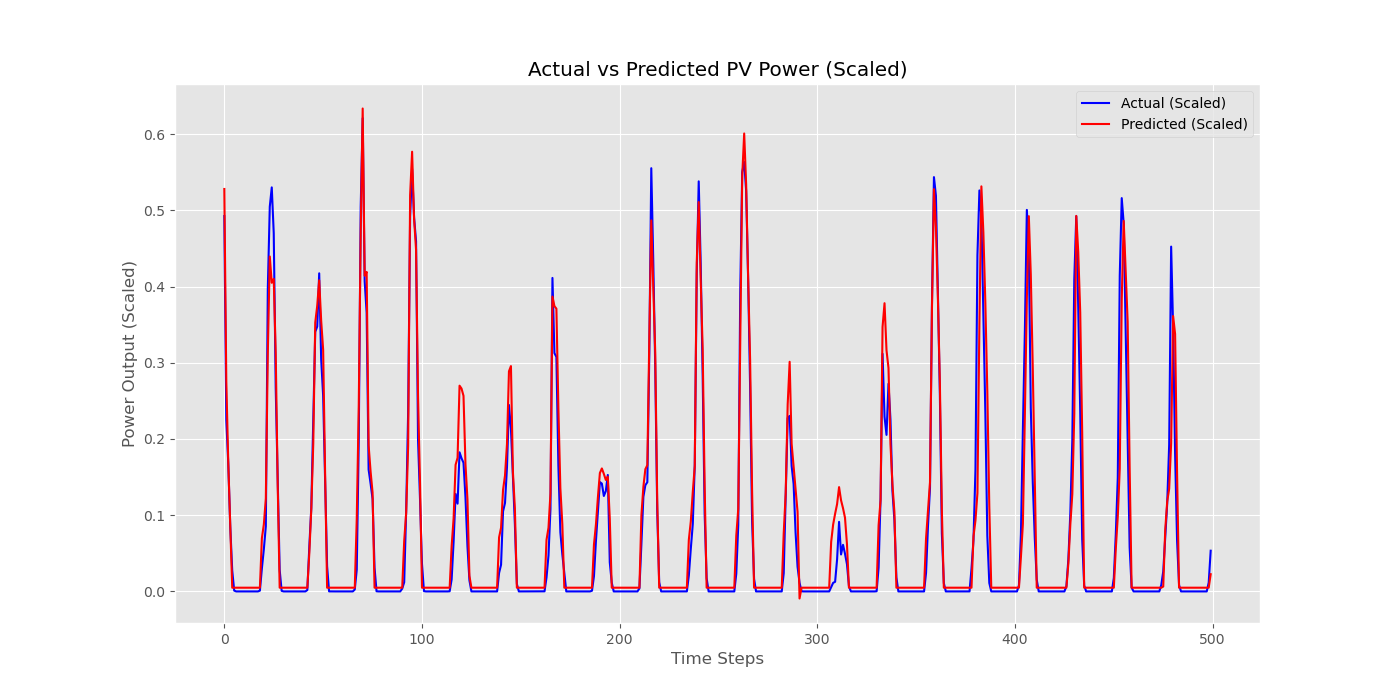 Actual vs Predicted PV Power (Scaled)
Actual (Scaled)
Predicted (Scaled)
Power Output (Scaled)
0.6
0.5
0.4
0.3
0.2
0.1
0.0
0 100 200 300 400 500
Time Steps